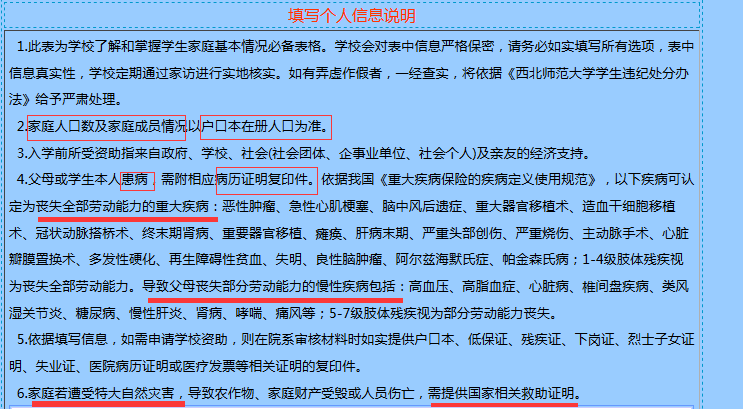 填写个人信息说明
1.此表为学校了解和掌握学生家庭基本情况必备表格。学校会对表中信息严格保密，请务必如实填写所有选项，表中
信息真实性，学校定期通过家访进行实地核实。如有弄虚作假者，一经查实，将依据《西北师范大学学生违纪处分办
法》给予严肃处理。
2.家庭人口数及家庭成员情况以户口本在册人口为准。
3.入学前所受资助指来自政府、学校、社会(社会团体、企事业单位、社会个人)及亲友的经济支持。
4.父母或学生本人患病，需附相应病历证明复印件。依据我国《重大疾病保险的疾病定义使用规范》，以下疾病可认
定为丧失全部劳动能力的重大疾病：恶性肿瘤、急性心肌梗塞、脑中风后遗症、重大器官移植术、造血干细胞移植
术、冠状动脉搭桥术、终末期肾病、重要器官移植、瘫痪、肝病末期、严重头部创伤、严重烧伤、主动脉手术、心脏
瓣膜置换术、多发性硬化、再生障碍性贫血、失明、良性脑肿瘤、阿尔兹海默氏症、帕金森氏病；1-4级肢体残疾视
为丧失全部劳动能力。导致父母丧失部分劳动能力的慢性疾病包括：高血压、高脂血症、心脏病、椎间盘疾病、类风
湿关节炎、糖尿病、慢性肝炎、肾病、哮喘、痛风等；5-7级肢体残疾视为部分劳动能力丧失。
5.依据填写信息，如需申请学校资助，则在院系审核材料时如实提供户口本、低保证、残疾证、下岗证、烈士子女证
明、失业证、医院病历证明或医疗发票等相关证明的复印件。
6.家庭若遭受特大自然灾害，导致农作物、家庭财产受毁或人员伤亡，需提供国家相关救助证明。